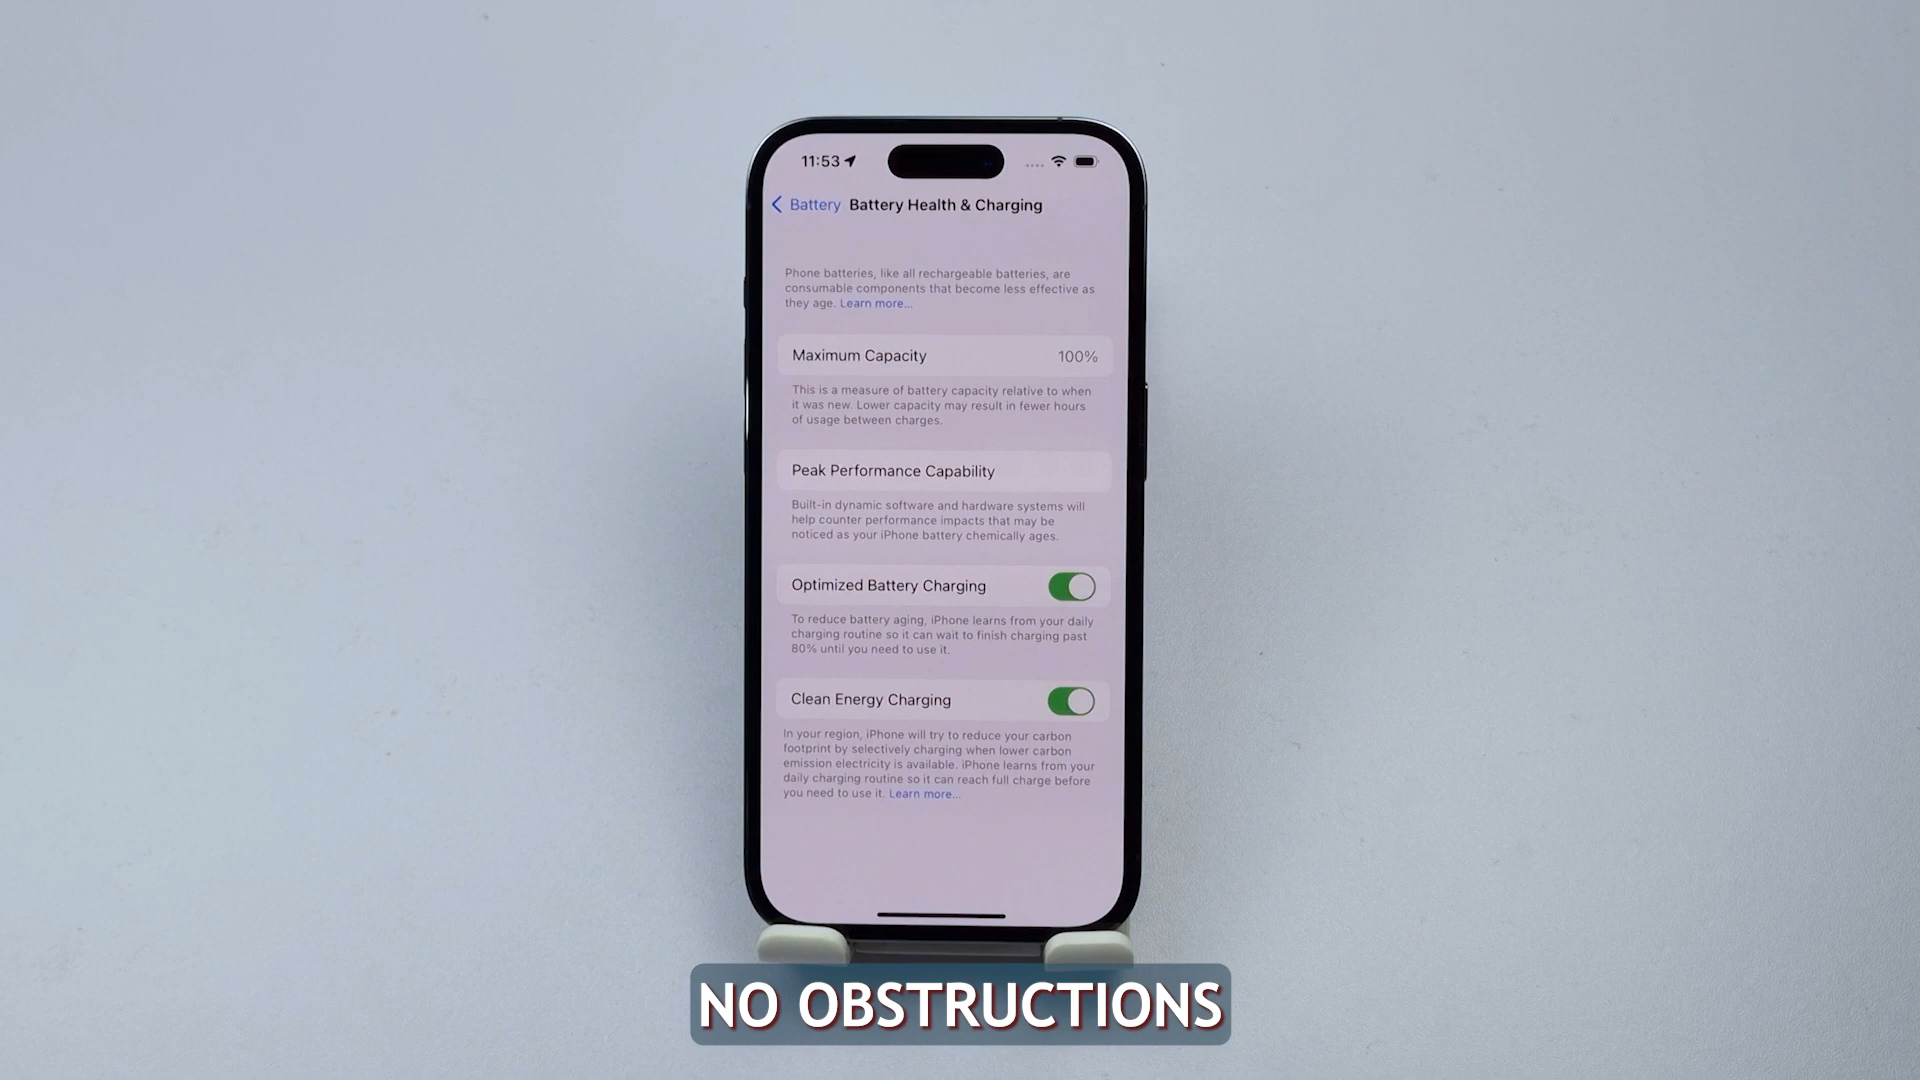 11:53
Battery Battery Health & Charging
Phone batteries, like all rechargeable batteries, are
consumable components that become less effective as
they age. Learn more...
Maximum Capacity 100%
This is a measure of battery capacity relative to when
it was new. Lower capacity may result in fewer hours
of usage between charges.
Peak Performance Capability
Built-in dynamic software and hardware systems will
help counter performance impacts that may be
noticed as your iPhone battery chemically ages.
Optimized Battery Charging
To reduce battery aging, iPhone learns from your daily
charging routine so it can wait to finish charging past
80% until you need to use it.
Clean Energy Charging
In your region, iPhone will try to reduce your carbon
footprint by selectively charging when lower carbon
emission electricity is available. iPhone learns from your
daily charging routine so it can reach full charge before
you need to use it. Learn more...
NO OBSTRUCTIONS